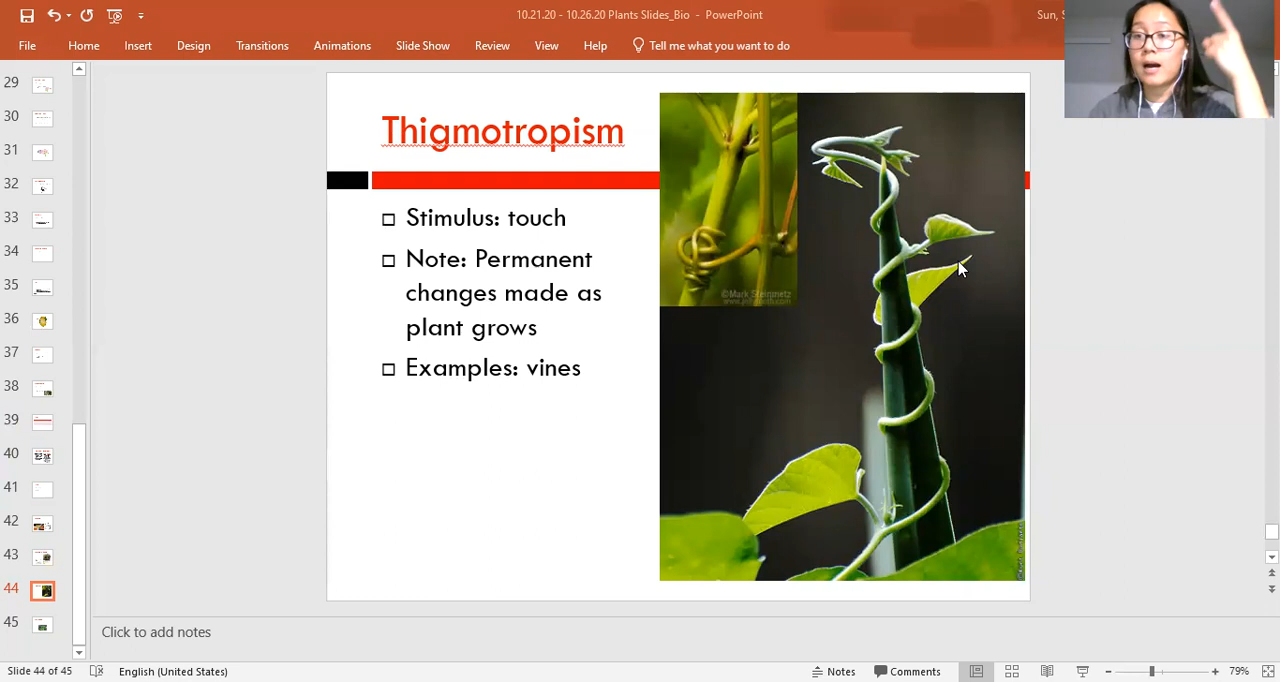 10.21.20 - 10.26.20 Plants Slides_Bio - PowerPoint
Sun, S
File Home Insert Design Transitions Animations Slide Show Review View Help Tell me what you want to do
29
30
31
32
33
34
35
36
37
38
39
40
41
42
43
44
45
Thigmotropism
Stimulus: touch
Note: Permanent
changes made as
plant grows
Examples: vines
©Mark Steinmetz
Click to add notes
Slide 44 of 45 English (United States) Notes Comments 79%